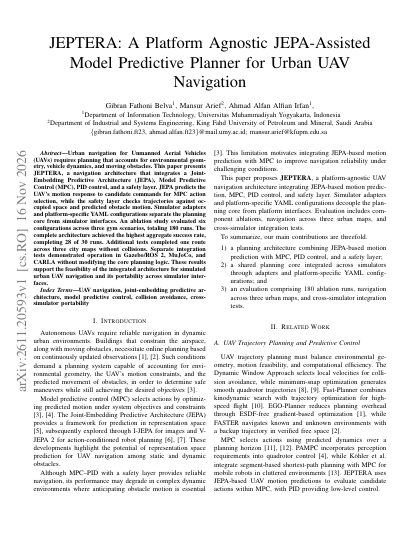 JEPTERA: A Platform Agnostic JEPA-Assisted
Model Predictive Planner for Urban UAV
Navigation
Gibran Fathoni Belva¹, Mansur Arief², Ahmad Alfan Alfian Irfan¹,
¹Department of Information Technology, Universitas Muhammadiyah Yogyakarta, Indonesia
²Department of Industrial and Systems Engineering, King Fahd University of Petroleum and Mineral, Saudi Arabia
{gibran.fathoni.ft23, ahmad.alfan.ft23}@mail.umy.ac.id; mansur.arief@kfupm.edu.sa
arXiv:2611.20593v1 [cs.RO] 16 Nov 2026
Abstract—Urban navigation for Unmanned Aerial Vehicles
(UAVs) requires planning that accounts for environmental geom-
etry, vehicle dynamics, and moving obstacles. This paper presents
JEPTERA, a navigation architecture that integrates a Joint-
Embedding Predictive Architecture (JEPA), Model Predictive
Control (MPC), PID control, and a safety layer. JEPA predicts the
UAV's motion response to candidate commands for MPC action
selection, while the safety layer checks trajectories against oc-
cupied space and predicted obstacle motion. Simulator adapters
and platform-specific YAML configurations separate the planning
core from simulator interfaces. An ablation study evaluated six
configurations across three gym scenarios, totaling 180 runs. The
complete architecture achieved the highest aggregate success rate,
completing 28 of 30 runs. Additional tests completed one route
across three city maps without collisions. Separate integration
tests demonstrated operation in Gazebo/ROS 2, MuJoCo, and
CARLA without modifying the core planning logic. These results
support the feasibility of the integrated architecture for simulated
urban UAV navigation and its portability across simulator inter-
faces.
Index Terms—UAV navigation, joint-embedding predictive ar-
chitecture, model predictive control, collision avoidance, cross-
simulator portability
I. INTRODUCTION
Autonomous UAVs require reliable navigation in dynamic
urban environments. Buildings that constrain the airspace,
along with moving obstacles, necessitate online planning based
on continuously updated observations [1], [2]. Such conditions
demand a planning system capable of accounting for envi-
ronmental geometry, the UAV's motion constraints, and the
predicted movement of obstacles, in order to determine safe
maneuvers while still achieving the desired objectives [3].
Model predictive control (MPC) selects actions by optimiz-
ing predicted motion under system objectives and constraints
[3], [4]. The Joint-Embedding Predictive Architecture (JEPA)
provides a framework for prediction in representation space
[5], subsequently explored through I-JEPA for images and V-
JEPA 2 for action-conditioned robot planning [6], [7]. These
developments highlight the potential of representation space
prediction for UAV navigation among static and dynamic
obstacles.
Although MPC–PID with a safety layer provides reliable
navigation, its performance may degrade in complex dynamic
environments where anticipating obstacle motion is essential
[3]. This limitation motivates integrating JEPA-based motion
prediction with MPC to improve navigation reliability under
challenging conditions.
This paper proposes JEPTERA, a platform-agnostic UAV
navigation architecture integrating JEPA-based motion predic-
tion, MPC, PID control, and a safety layer. Simulator adapters
and platform-specific YAML configurations decouple the plan-
ning core from platform interfaces. Evaluation includes com-
ponent ablations, navigation across three urban maps, and
cross-simulator integration tests.
To summarize, our main contributions are threefold.
1) a planning architecture combining JEPA-based motion
prediction with MPC, PID control, and a safety layer;
2) a shared planning core integrated across simulators
through adapters and platform-specific YAML configu-
rations; and
3) an evaluation comprising 180 ablation runs, navigation
across three urban maps, and cross-simulator integration
tests.
II. RELATED WORK
A. UAV Trajectory Planning and Predictive Control
UAV trajectory planning must balance environmental ge-
ometry, motion feasibility, and computational efficiency. The
Dynamic Window Approach selects local velocities for colli-
sion avoidance, while minimum-snap optimization generates
smooth quadrotor trajectories [8], [9]. Fast-Planner combines
kinodynamic search with trajectory optimization for high-
speed flight [10]. EGO-Planner reduces planning overhead
through ESDF-free gradient-based optimization [1], while
FASTER navigates known and unknown environments with
a backup trajectory in verified free space [2].
MPC selects actions using predicted dynamics over a
planning horizon [11], [12]. PAMPC incorporates perception
requirements into quadrotor control [4], while Kohler et al.
integrate segment-based shortest-path planning with MPC for
mobile robots in cluttered environments [13]. JEPTERA uses
JEPA-based UAV motion predictions to evaluate candidate
actions within MPC, with PID providing low-level control.